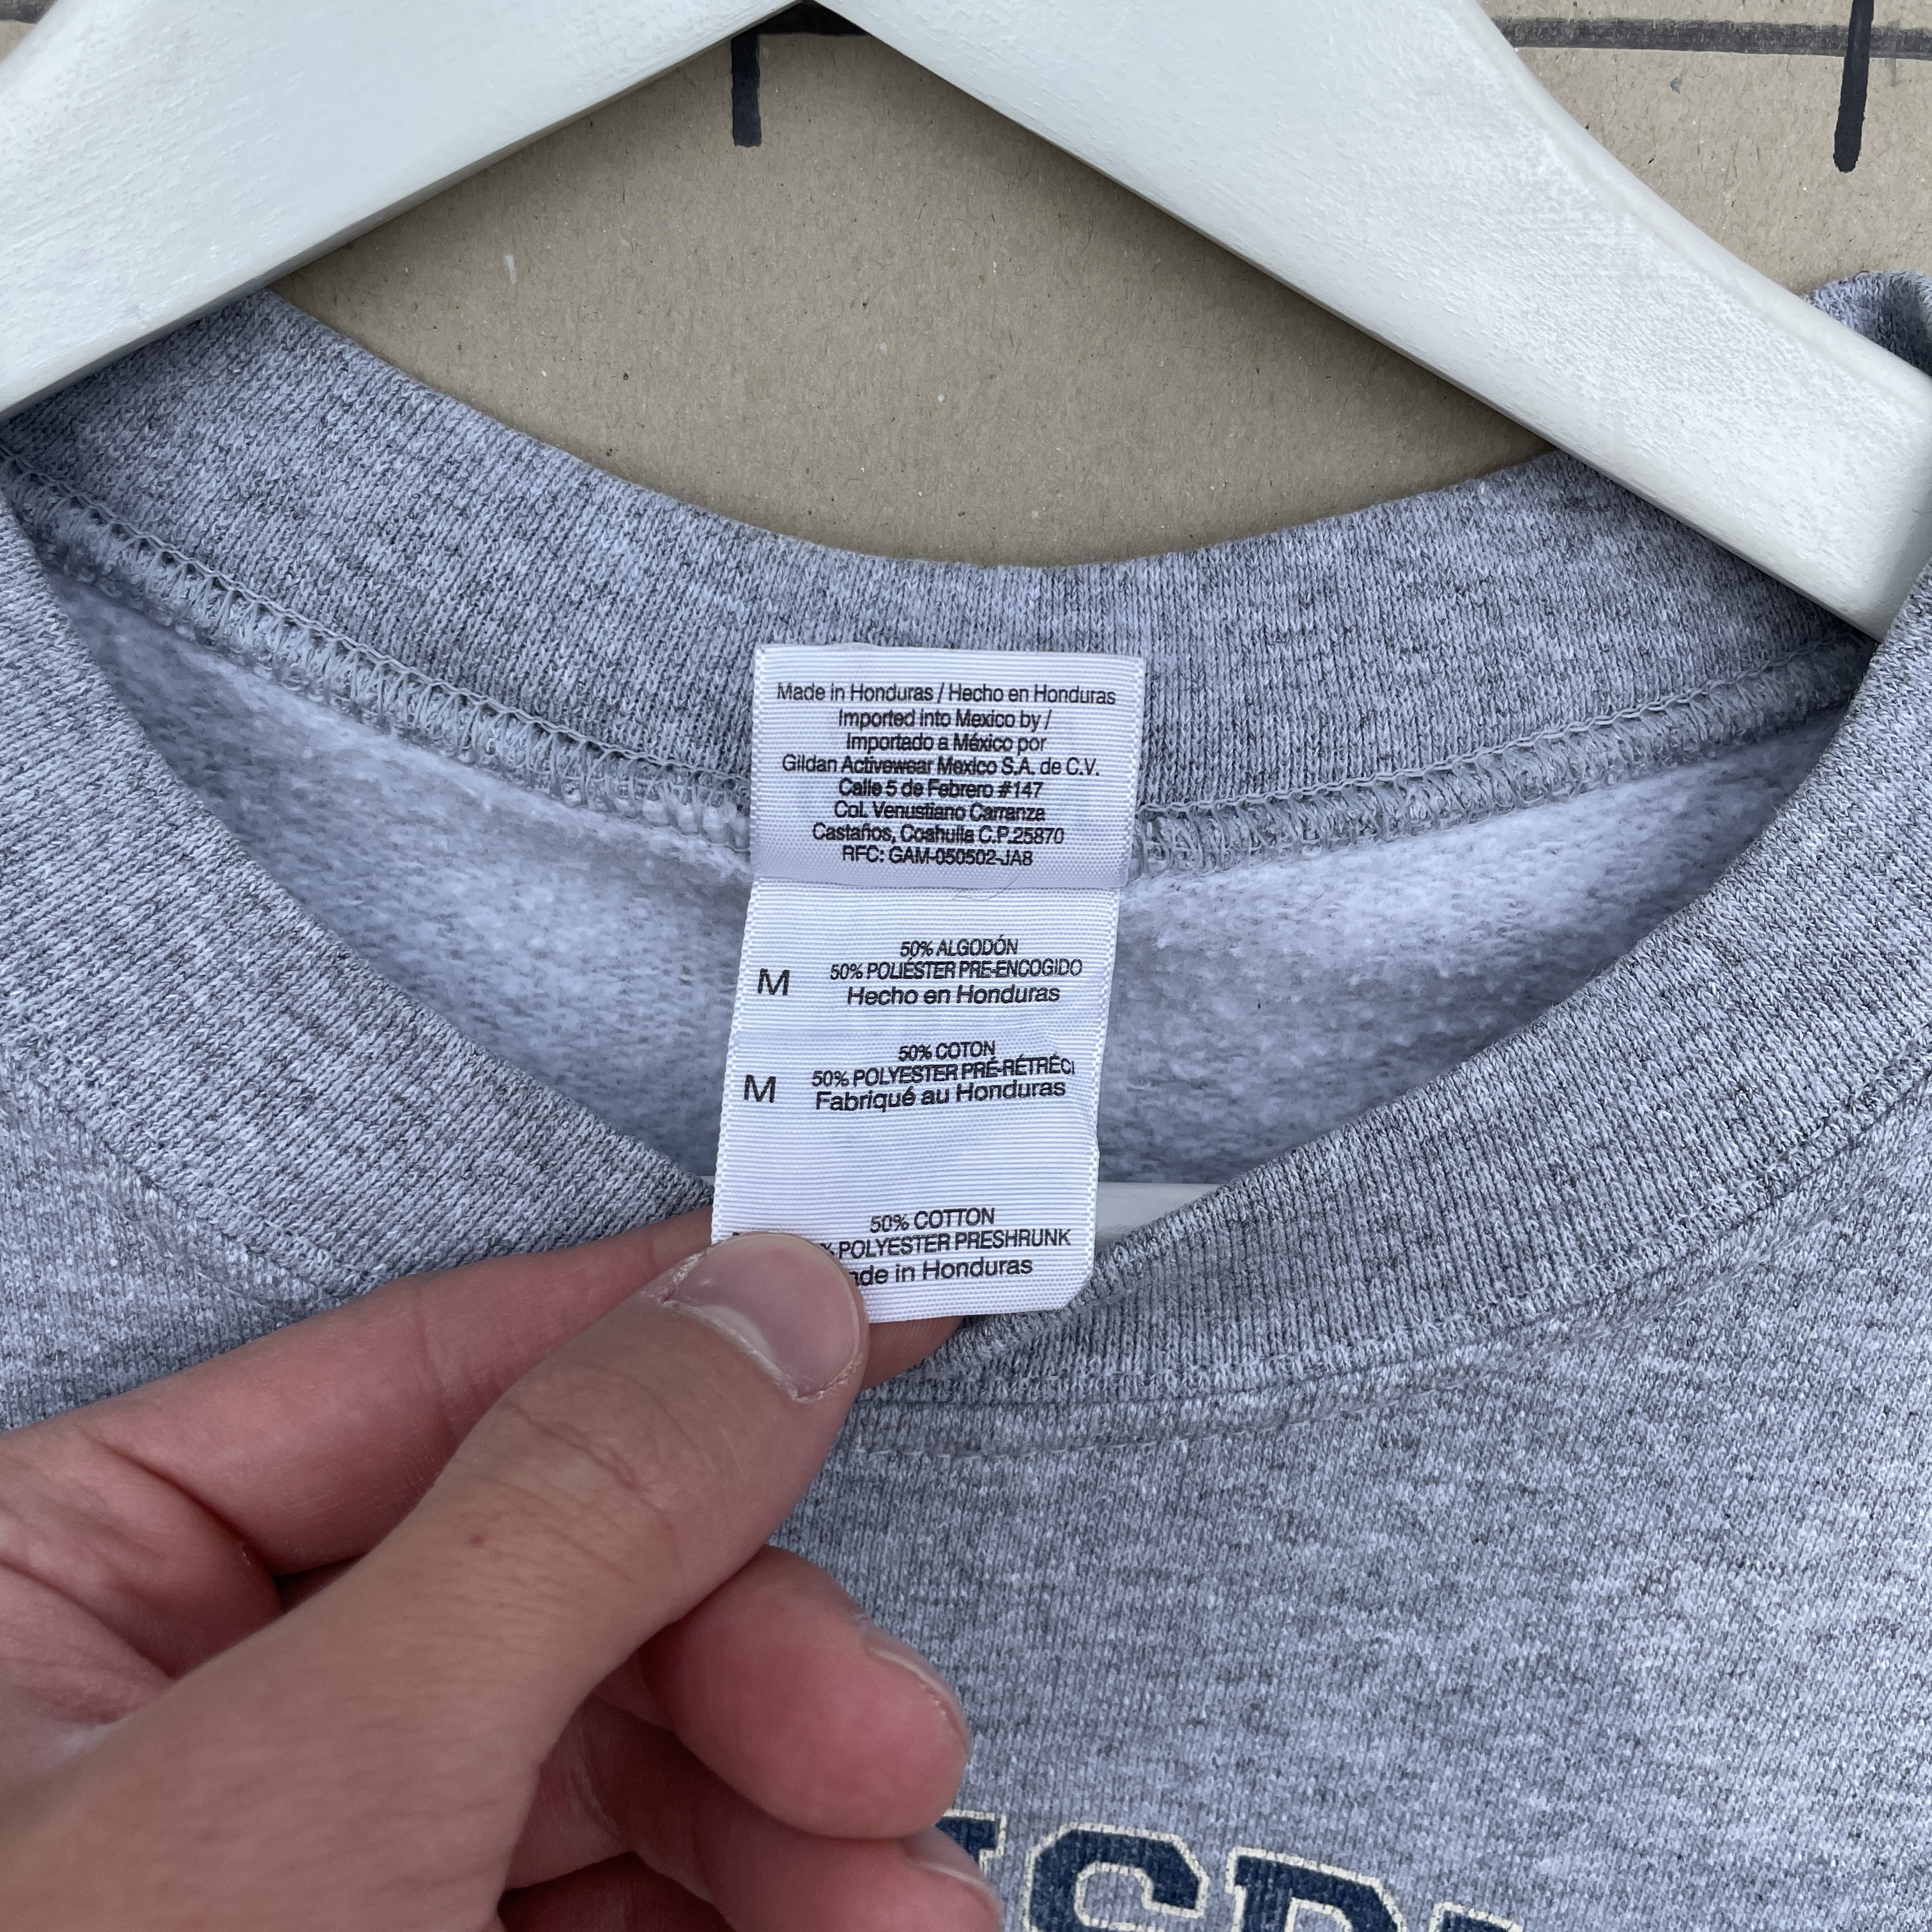 Made in Honduras / Hecho en Honduras
Imported into Mexico by /
Importado a México por
Gildan Activewear Mexico S.A. de C.V.
Calle 5 de Febrero #147
Col. Venustiano Carranza
Castaños, Coahuila C.P.25870
RFC: GAM-050502-JA8
50% ALGODÓN
M 50% POLIÉSTER PRE-ENCOGIDO
Hecho en Honduras
50% COTON
M 50% POLYESTER PRÉ-RÉTRÉCI
Fabriqué au Honduras
50% COTTON
% POLYESTER PRESHRUNK
ade in Honduras